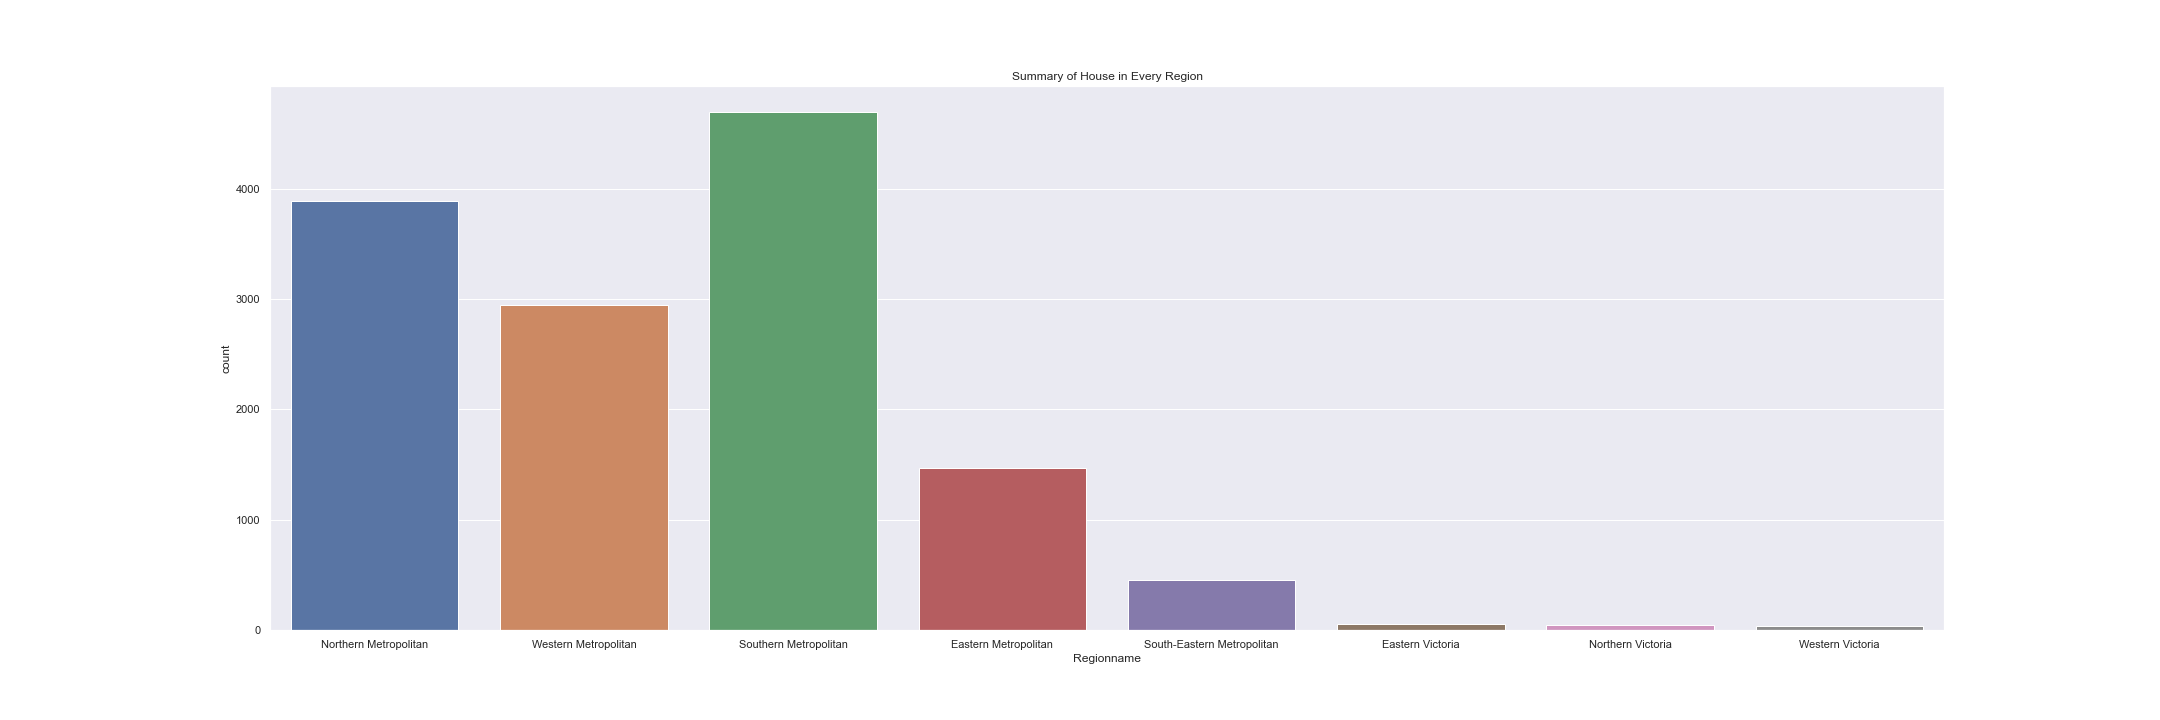 Summary of House in Every Region
4000
3000
2000
1000
0
count
Northern Metropolitan
Western Metropolitan
Southern Metropolitan
Eastern Metropolitan
South-Eastern Metropolitan
Eastern Victoria
Northern Victoria
Western Victoria
Regionname